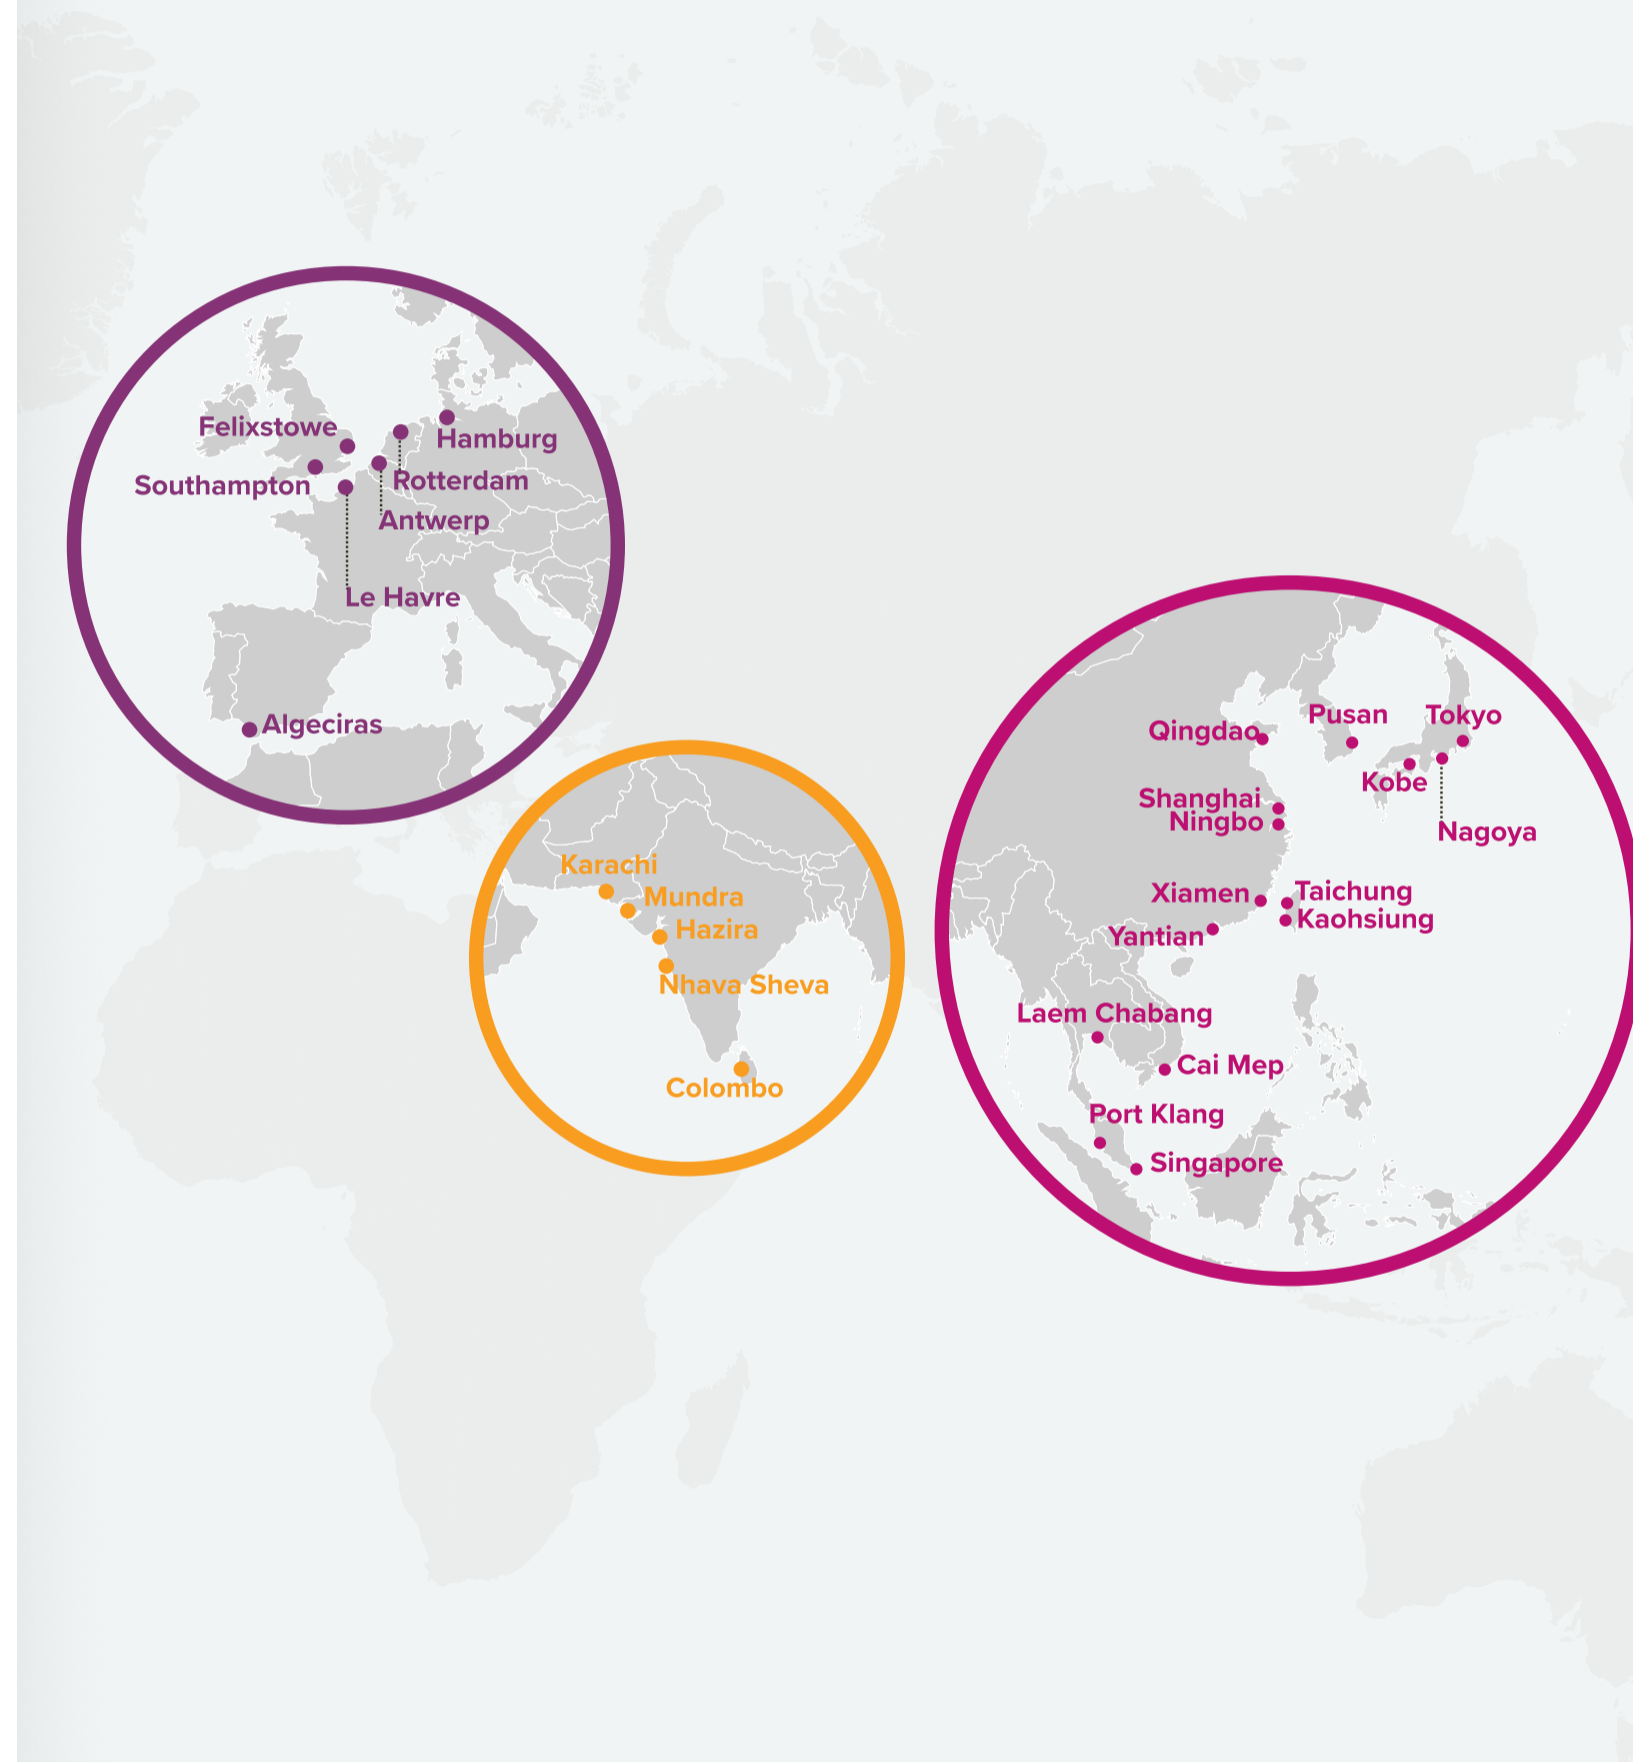 Felixstowe
Hamburg
Southampton
Rotterdam
Antwerp
Le Havre
Algeciras
Karachi
Mundra
Hazira
Nhava Sheva
Colombo
Pusan
Tokyo
Qingdao
Kobe
Shanghai
Ningbo
Nagoya
Xiamen
Taichung
Kaohsiung
Yantian
Laem Chabang
Cai Mep
Port Klang
Singapore